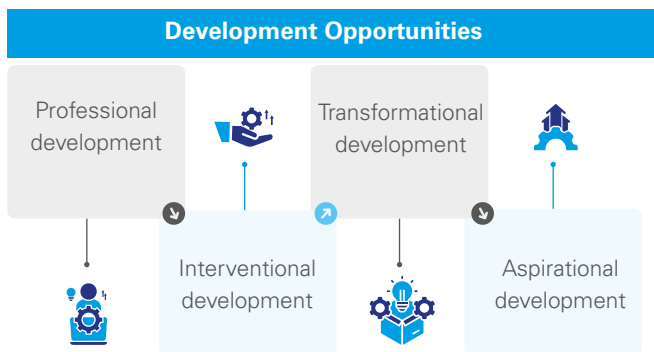 Development Opportunities
Professional
development
Interventional
development
Transformational
development
Aspirational
development